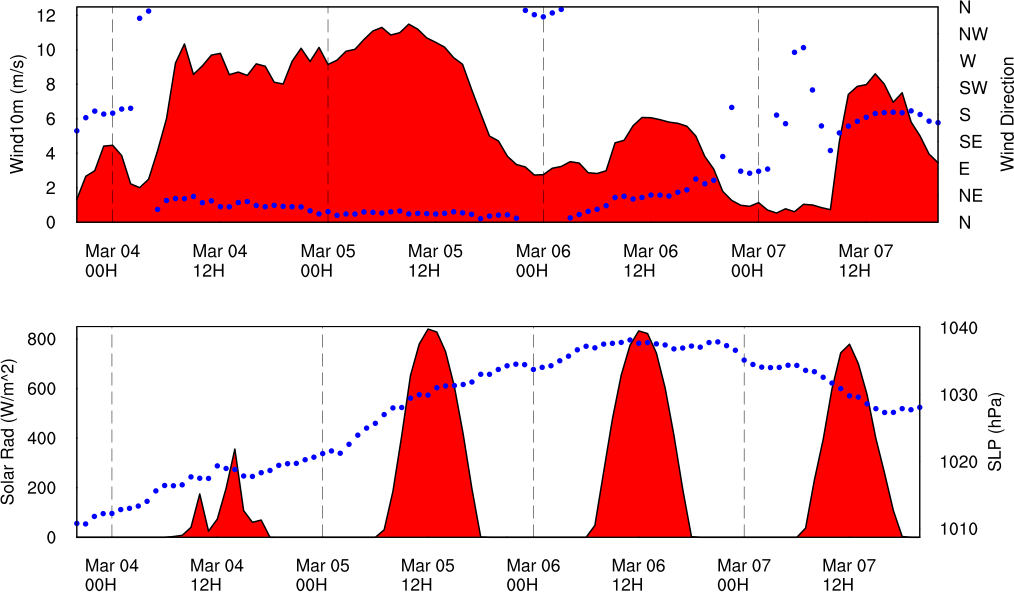 12
10
8
6
4
2
0
Wind10m (m/s)
N
NW
W
SW
S
SE
E
NE
N
Wind Direction
Mar 04 Mar 04 Mar 05 Mar 05 Mar 06 Mar 06 Mar 07 Mar 07
00H 12H 00H 12H 00H 12H 00H 12H
800
600
400
200
0
Solar Rad (W/m^2)
1040
1030
1020
1010
SLP (hPa)
Mar 04 Mar 04 Mar 05 Mar 05 Mar 06 Mar 06 Mar 07 Mar 07
00H 12H 00H 12H 00H 12H 00H 12H